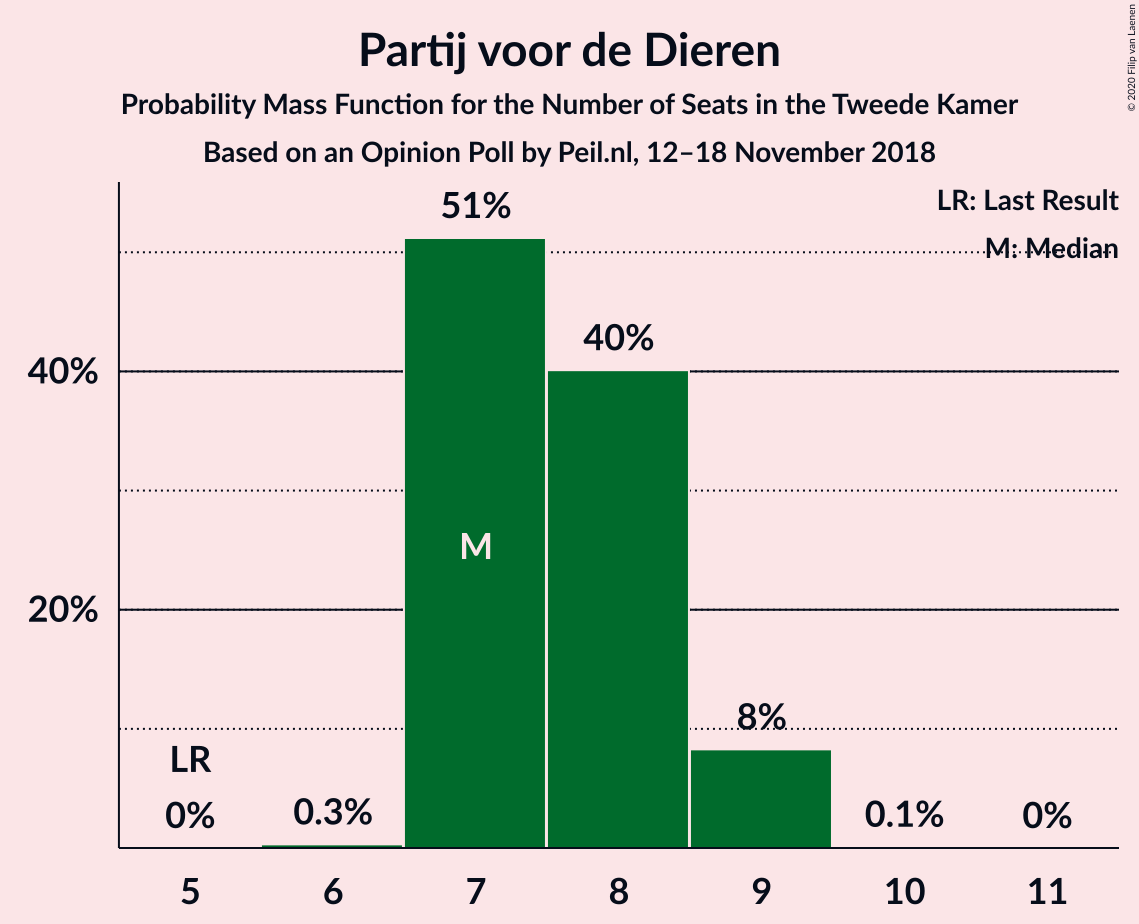 Partij voor de Dieren
Probability Mass Function for the Number of Seats in the Tweede Kamer
Based on an Opinion Poll by Peil.nl, 12–18 November 2018
© 2020 Filip van Laenen
LR: Last Result
M: Median
51%
40%
40%
M
20%
8%
LR
0%
0.3%
0.1%
0%
5
6
7
8
9
10
11